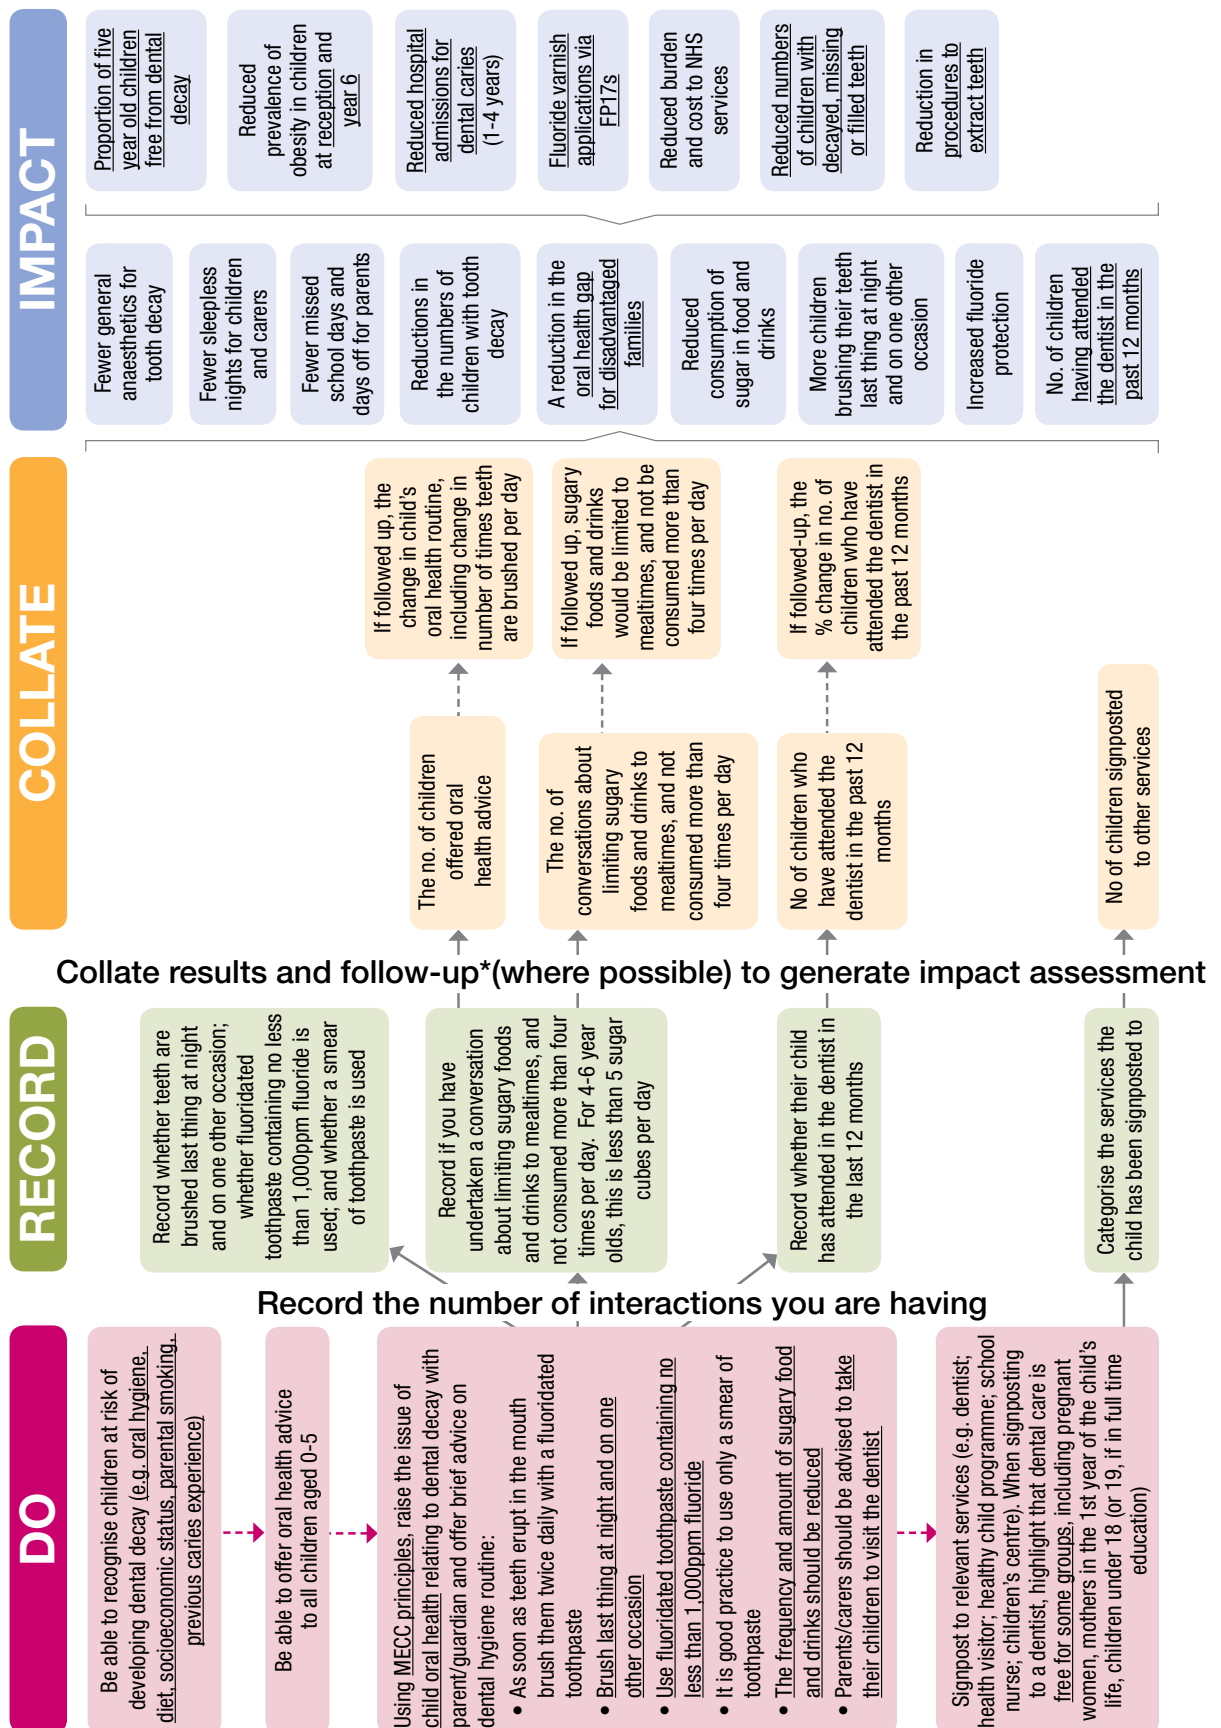 DO
Be able to recognise children at risk of
developing dental decay (e.g. oral hygiene,
diet, socioeconomic status, parental smoking,
previous caries experience)
Be able to offer oral health advice
to all children aged 0-5
Using MECC principles, raise the issue of
child oral health relating to dental decay with
parent/guardian and offer brief advice on
dental hygiene routine:
• As soon as teeth erupt in the mouth
brush them twice daily with a fluoridated
toothpaste
• Brush last thing at night and on one
other occasion
• Use fluoridated toothpaste containing no
less than 1,000ppm fluoride
• It is good practice to use only a smear of
toothpaste
• The frequency and amount of sugary food
and drinks should be reduced
• Parents/carers should be advised to take
their children to visit the dentist
Signpost to relevant services (e.g. dentist;
health visitor; healthy child programme; school
nurse; children's centre). When signposting
to a dentist, highlight that dental care is
free for some groups, including pregnant
women, mothers in the 1st year of the child's
life, children under 18 (or 19, if in full time
education)
Record the number of interactions you are having
RECORD
Record whether teeth are
brushed last thing at night
and on one other occasion;
whether fluoridated
toothpaste containing no less
than 1,000ppm fluoride is
used; and whether a smear
of toothpaste is used
Record if you have
undertaken a conversation
about limiting sugary foods
and drinks to mealtimes, and
not consumed more than four
times per day. For 4-6 year
olds, this is less than 5 sugar
cubes per day
Record whether their child
has attended in the dentist in
the last 12 months
Categorise the services the
child has been signposted to
Collate results and follow-up*(where possible) to generate impact assessment
COLLATE
The no. of children
offered oral
health advice
The no. of
conversations about
limiting sugary
foods and drinks to
mealtimes, and not
consumed more than
four times per day
No of children who
have attended the
dentist in the past 12
months
No of children signposted
to other services
If followed up, the
change in child's
oral health routine,
including change in
number of times teeth
are brushed per day
If followed up, sugary
foods and drinks
would be limited to
mealtimes, and not be
consumed more than
four times per day
If followed-up, the
% change in no. of
children who have
attended the dentist in
the past 12 months
IMPACT
Fewer general
anaesthetics for
tooth decay
Fewer sleepless
nights for children
and carers
Fewer missed
school days and
days off for parents
Reductions in
the numbers of
children with tooth
decay
A reduction in the
oral health gap
for disadvantaged
families
Reduced
consumption of
sugar in food and
drinks
More children
brushing their teeth
last thing at night
and on one other
occasion
Increased fluoride
protection
No. of children
having attended
the dentist in the
past 12 months
Proportion of five
year old children
free from dental
decay
Reduced
prevalence of
obesity in children
at reception and
year 6
Reduced hospital
admissions for
dental caries
(1-4 years)
Fluoride varnish
applications via
FP17s
Reduced burden
and cost to NHS
services
Reduced numbers
of children with
decayed, missing
or filled teeth
Reduction in
procedures to
extract teeth